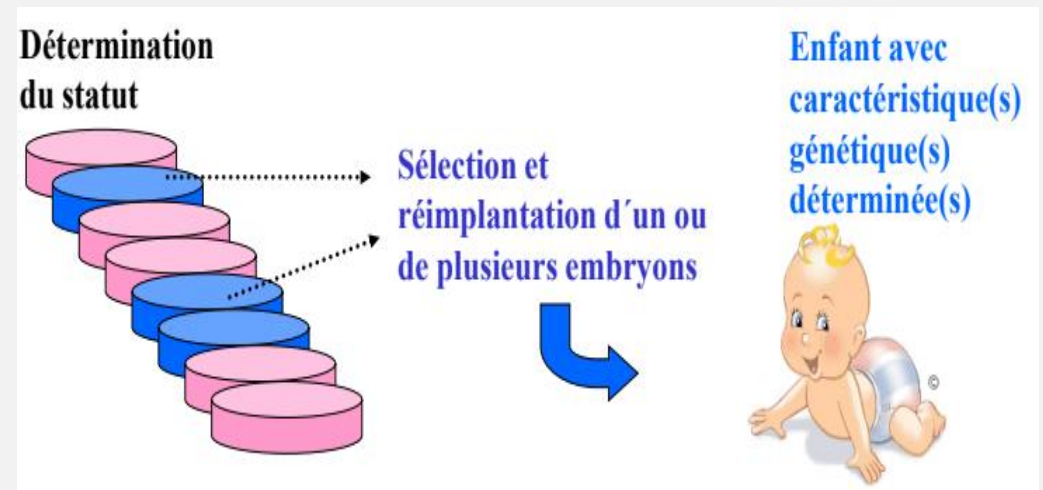 Détermination
du statut
Sélection et
réimplantation d´un ou
de plusieurs embryons
Enfant avec
caractéristique(s)
génétique(s)
déterminée(s)
©